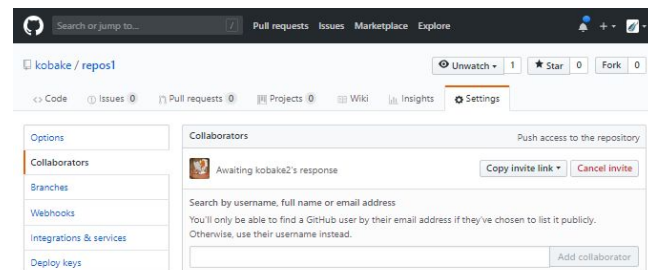 Search or jump to... /
Pull requests Issues Marketplace Explore
kobake / repos1
Unwatch 1 Star 0 Fork 0
Code Issues 0 Pull requests 0 Projects 0 Wiki Insights Settings
Options
Collaborators
Branches
Webhooks
Integrations & services
Deploy keys
Collaborators Push access to the repository
Awaiting kobake2's response Copy invite link Cancel invite
Search by username, full name or email address
You'll only be able to find a GitHub user by their email address if they've chosen to list it publicly.
Otherwise, use their username instead.
Add collaborator